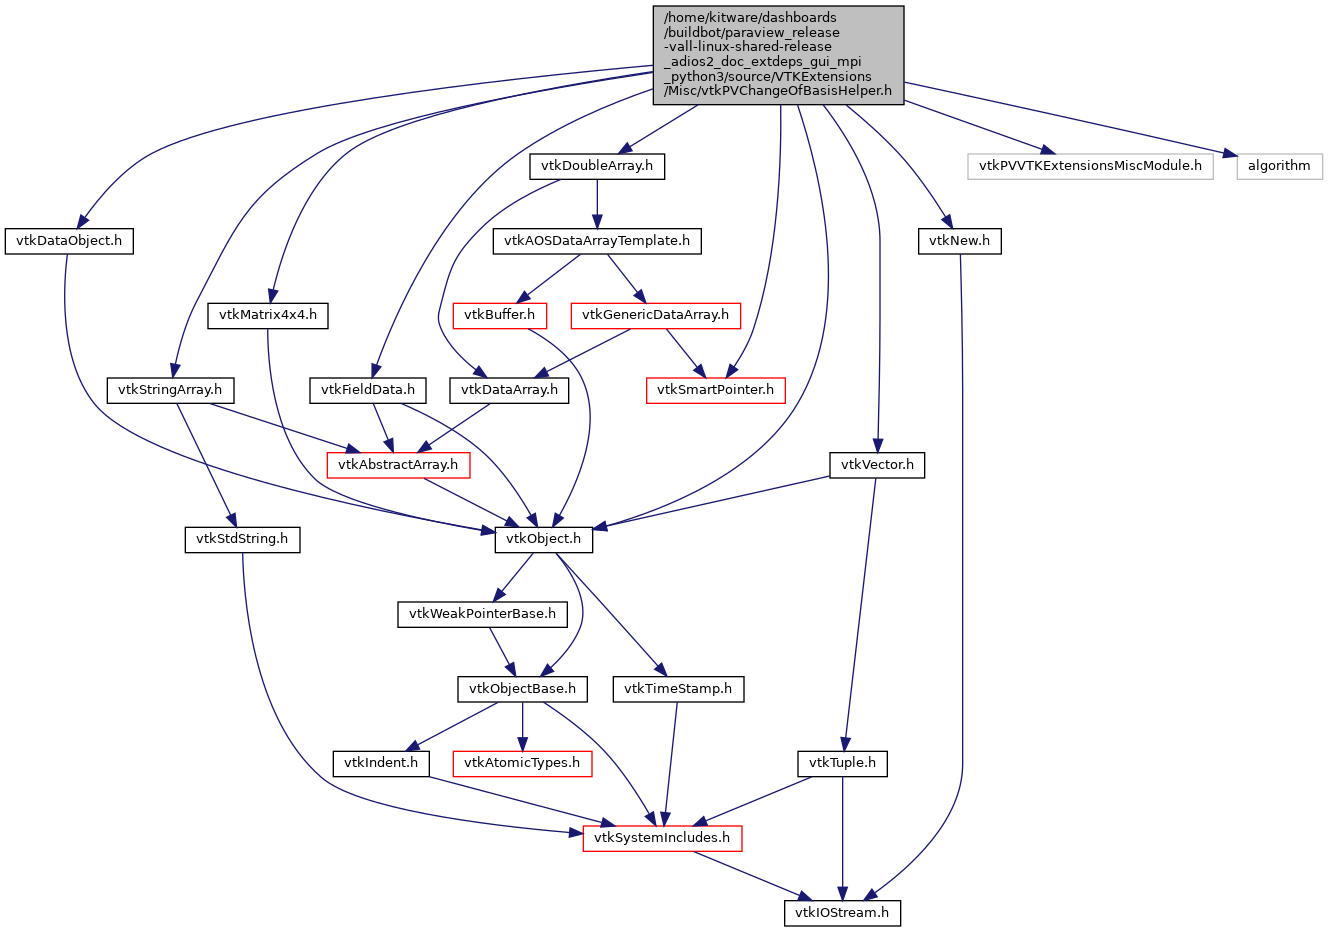 /home/kitware/dashboards
/buildbot/paraview_release
-vall-linux-shared-release
_adios2_doc_extdeps_gui_mpi
_python3/source/VTKExtensions
/Misc/vtkPVChangeOfBasisHelper.h
vtkDoubleArray.h
vtkPVVTKExtensionsMiscModule.h
algorithm
vtkDataObject.h
vtkAOSDataArrayTemplate.h
vtkNew.h
vtkMatrix4x4.h
vtkBuffer.h
vtkGenericDataArray.h
vtkStringArray.h
vtkFieldData.h
vtkDataArray.h
vtkSmartPointer.h
vtkAbstractArray.h
vtkVector.h
vtkStdString.h
vtkObject.h
vtkWeakPointerBase.h
vtkObjectBase.h
vtkTimeStamp.h
vtkIndent.h
vtkAtomicTypes.h
vtkTuple.h
vtkSystemIncludes.h
vtkIOStream.h